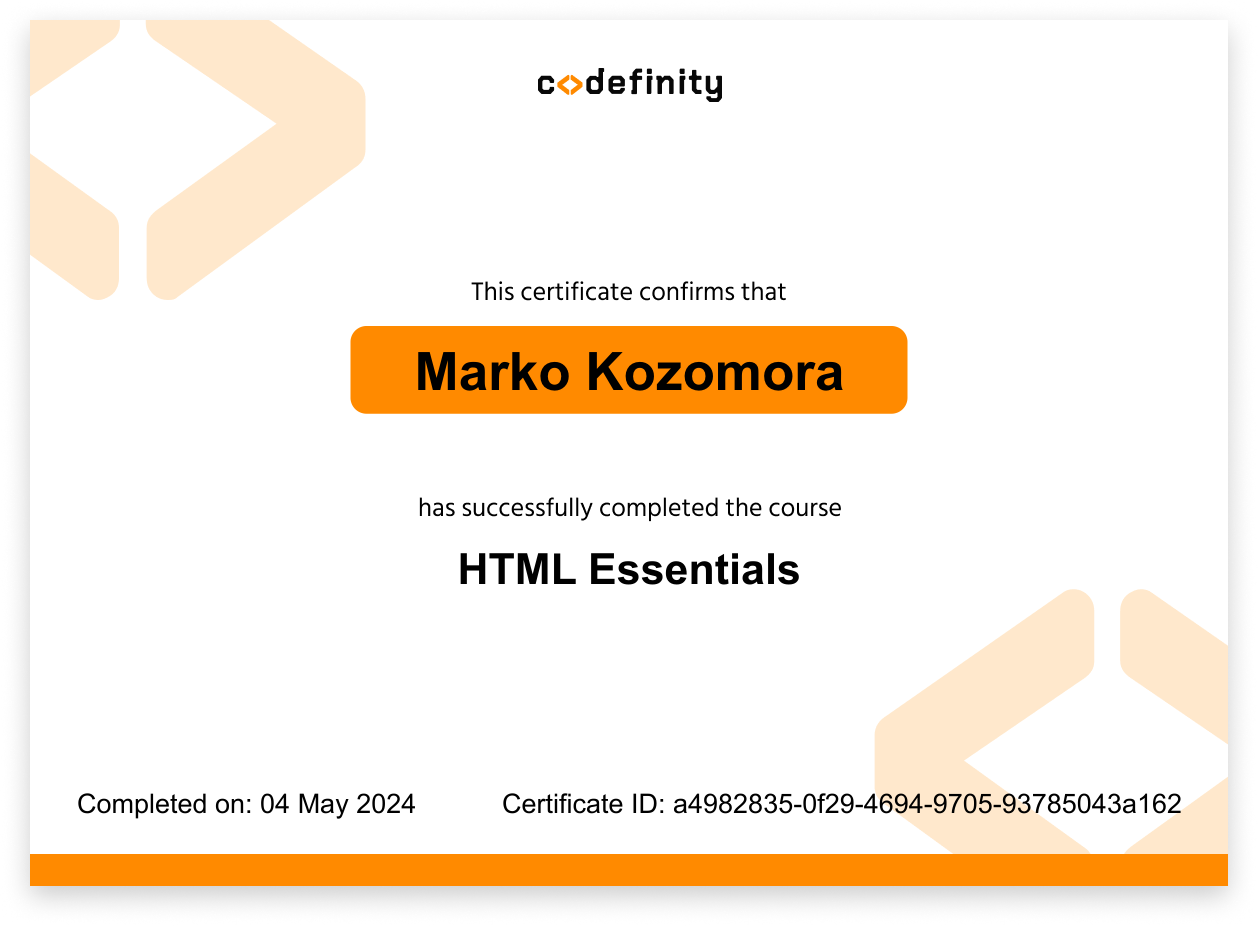 codefinity
This certificate confirms that
Marko Kozomora
has successfully completed the course
HTML Essentials
Completed on: 04 May 2024
Certificate ID: a4982835-0f29-4694-9705-93785043a162